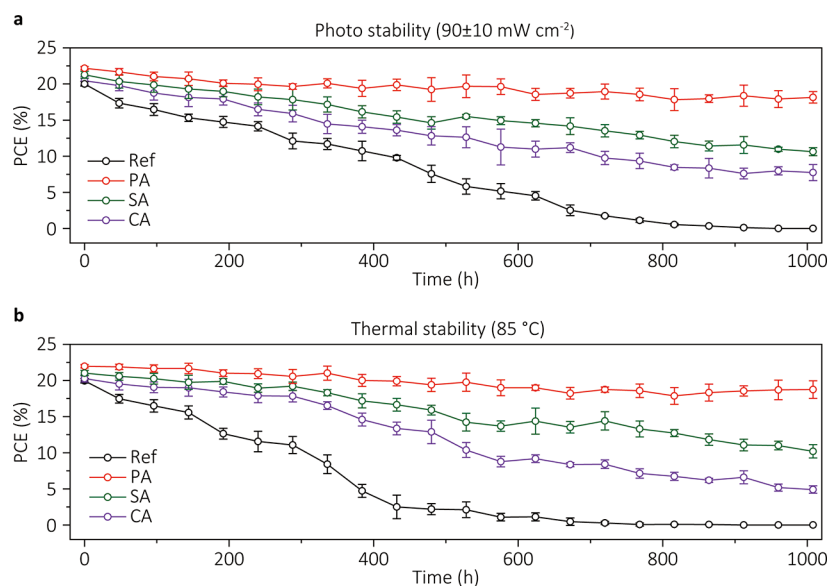 a
Photo stability (90±10 mW cm⁻²)
25
20
15
10
5
0
PCE (%)
Ref
PA
SA
CA
0 200 400 600 800 1000
Time (h)
b
Thermal stability (85 °C)
25
20
15
10
5
0
PCE (%)
Ref
PA
SA
CA
0 200 400 600 800 1000
Time (h)